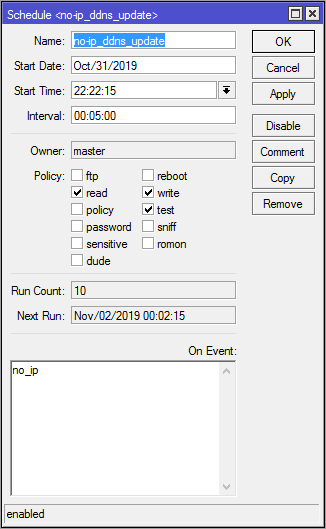 Schedule <no-ip_ddns_update>
Name: no-ip_ddns_update
OK
Start Date: Oct/31/2019
Cancel
Start Time: 22:22:15
Apply
Interval: 00:05:00
Disable
Owner: master
Comment
Policy: ftp reboot
Copy
read write
Remove
policy test
password sniff
sensitive romon
dude
Run Count: 10
Next Run: Nov/02/2019 00:02:15
On Event:
no_ip
enabled